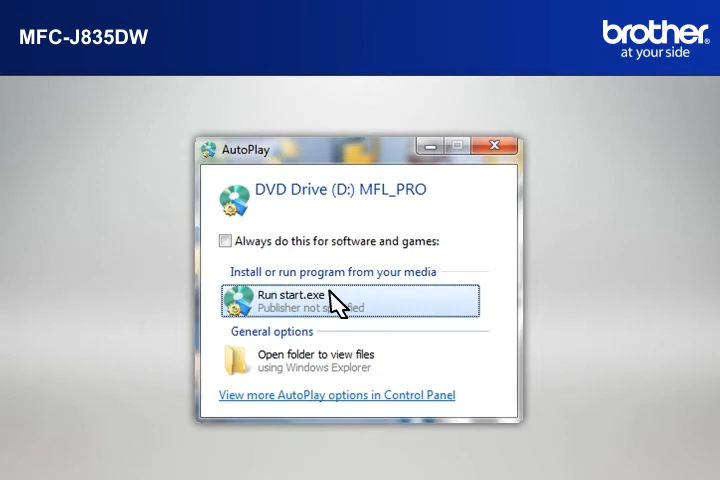 MFC-J835DW
brother®
at your side
AutoPlay
DVD Drive (D:) MFL_PRO
Always do this for software and games:
Install or run program from your media
Run start.exe
Publisher not specified
General options
Open folder to view files
using Windows Explorer
View more AutoPlay options in Control Panel